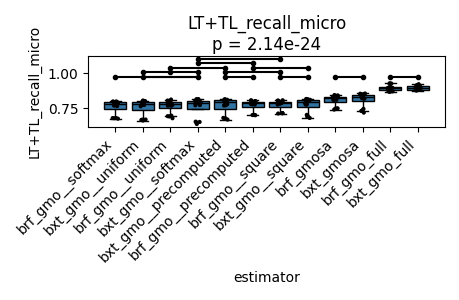 LT+TL_recall_micro
p = 2.14e-24
LT+TL_recall_micro
1.00
0.75
brf_gmo__softmax
bxt_gmo__uniform
brf_gmo__uniform
bxt_gmo__softmax
bxt_gmo__precomputed
brf_gmo__precomputed
brf_gmo__square
bxt_gmo__square
brf_gmosa
bxt_gmosa
brf_gmo_full
bxt_gmo_full
estimator